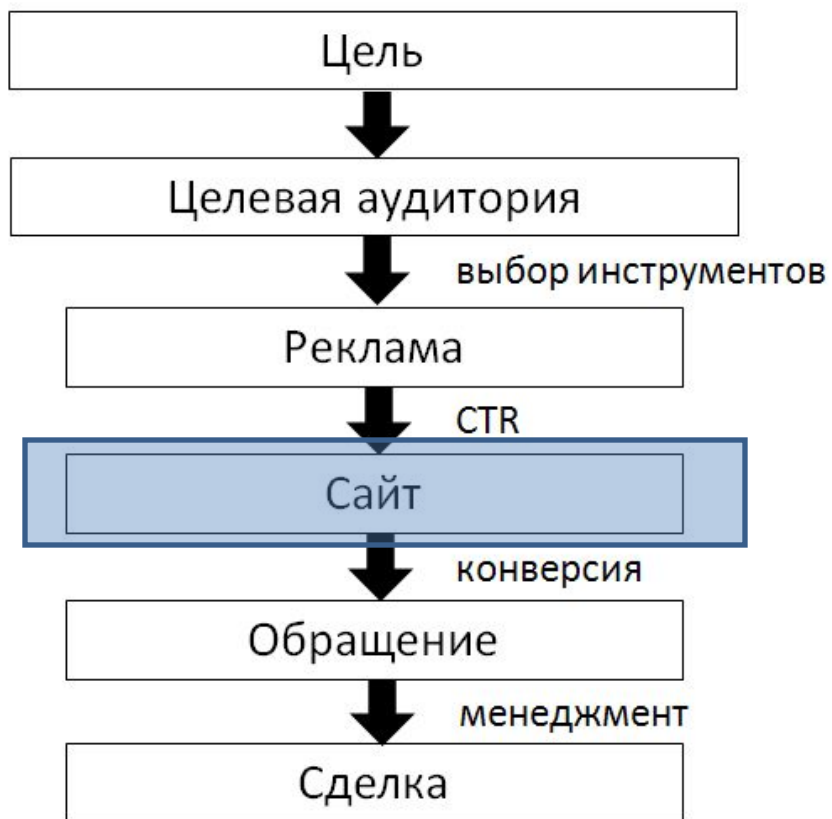 Цель
Целевая аудитория
выбор инструментов
Реклама
CTR
Сайт
конверсия
Обращение
менеджмент
Сделка